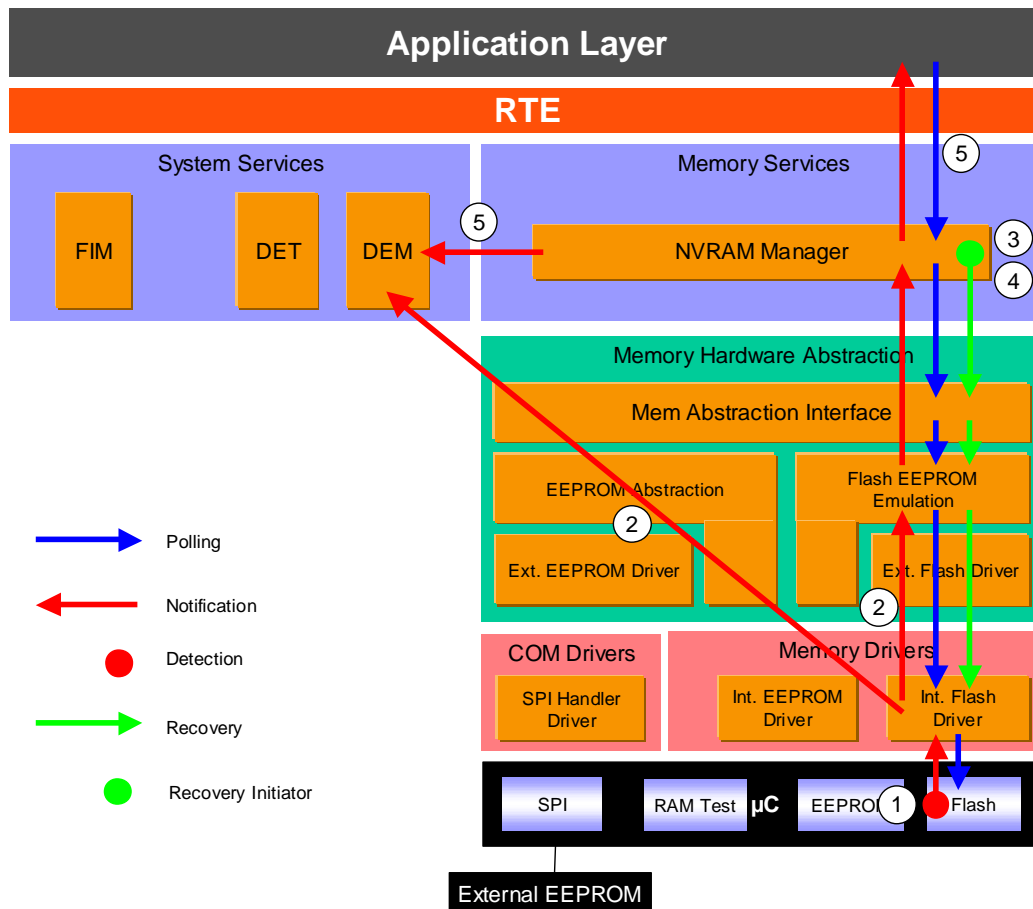 Application Layer
RTE
System Services
Memory Services
5
FIM
DET
DEM
5
NVRAM Manager
3
4
Memory Hardware Abstraction
Mem Abstraction Interface
EEPROM Abstraction
Flash EEPROM
Emulation
2
Ext. EEPROM Driver
Ext. Flash Driver
2
Polling
Notification
Detection
Recovery
Recovery Initiator
COM Drivers
Memory Drivers
SPI Handler
Driver
Int. EEPROM
Driver
Int. Flash
Driver
SPI
RAM Test
µC
EEPROM
1
Flash
External EEPROM